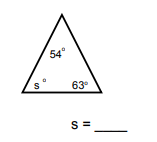 54°
s° 63°
s = ____